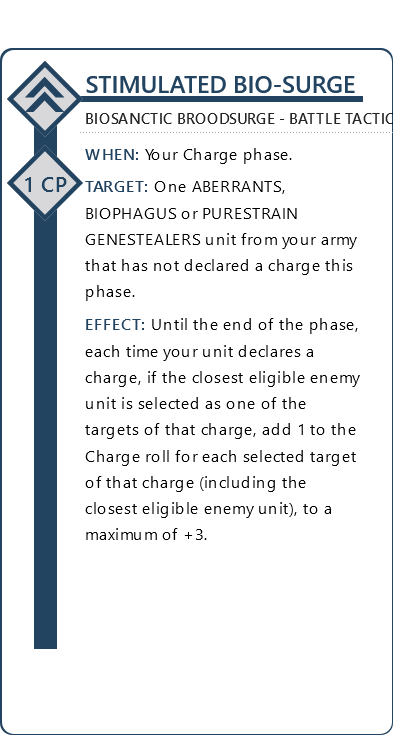 STIMULATED BIO-SURGE
BIOSANCTIC BROODSURGE - BATTLE TACTIC
1 CP
WHEN: Your Charge phase.
TARGET: One ABERRANTS,
BIOPHAGUS or PURESTRAIN
GENESTEALERS unit from your army
that has not declared a charge this
phase.
EFFECT: Until the end of the phase,
each time your unit declares a
charge, if the closest eligible enemy
unit is selected as one of the
targets of that charge, add 1 to the
Charge roll for each selected target
of that charge (including the
closest eligible enemy unit), to a
maximum of +3.